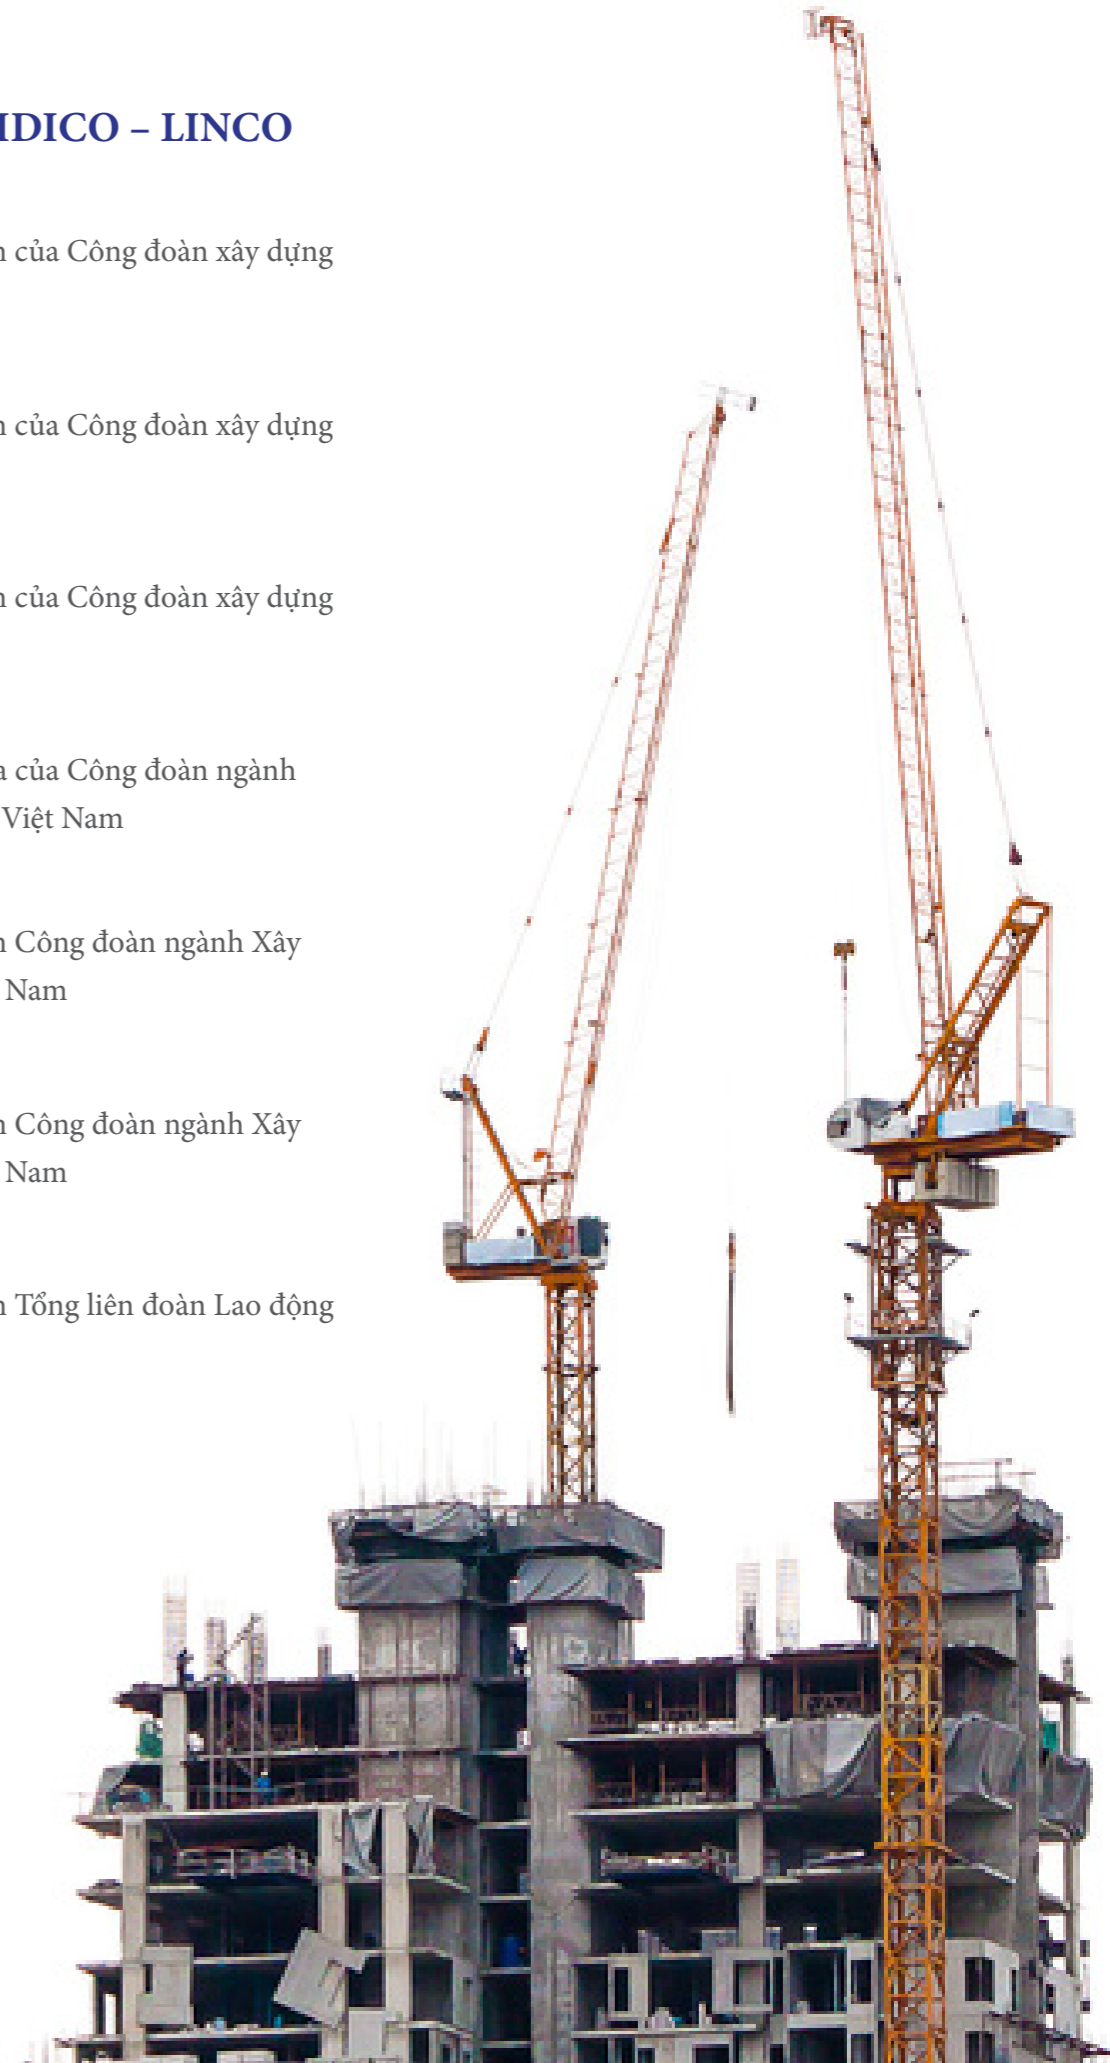 IDICO – LINCO
của Công đoàn xây dựng
của Công đoàn xây dựng
của Công đoàn xây dựng
của Công đoàn ngành
Việt Nam
Công đoàn ngành Xây
Nam
Công đoàn ngành Xây
Nam
Tổng liên đoàn Lao động